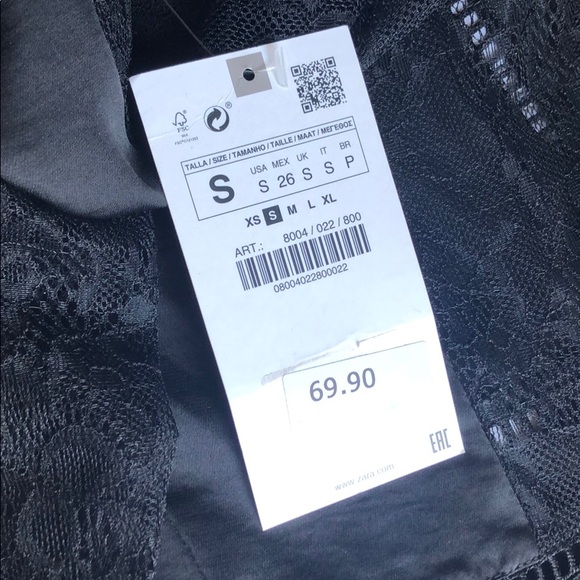 FSC
®
TALLA / SIZE / TAMANHO / TAILLE / MAAT / ΜΕΓΕΘΟΣ
S
USA MEX UK IT BR
S 26 S S P
XS S M L XL
ART.: 8004 / 022 / 800
08004022800022
69.90
EAC
www.zara.com